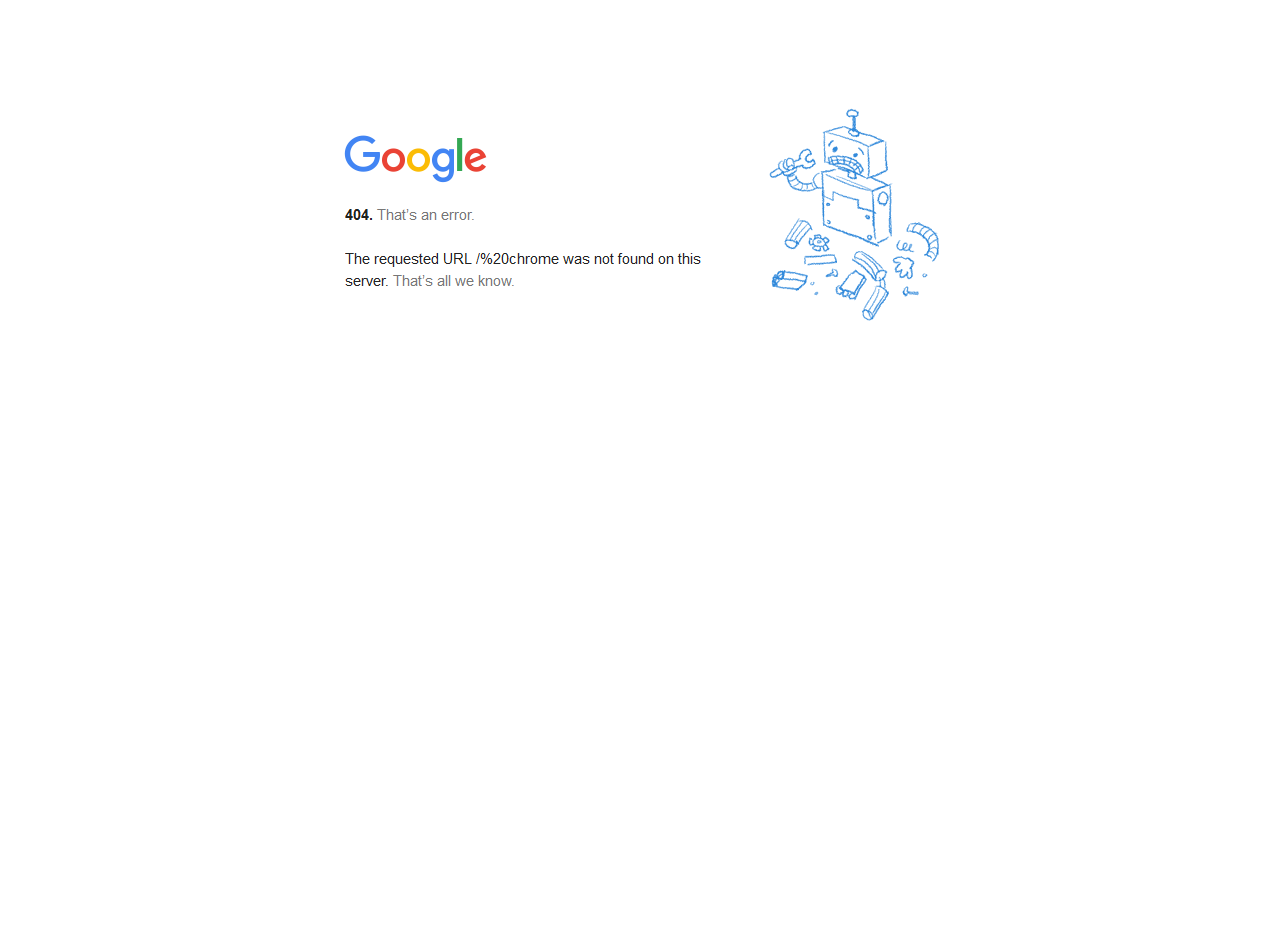 Google
404. That’s an error.
The requested URL /%20chrome was not found on this
server. That’s all we know.